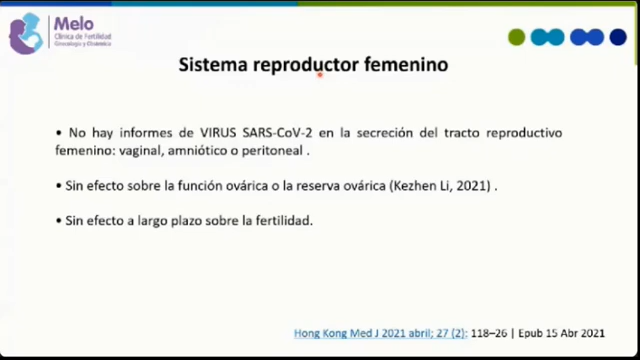 Melo
Clínica de Fertilidad
Ginecología y Obstetricia
Sistema reproductor femenino
• No hay informes de VIRUS SARS-CoV-2 en la secreción del tracto reproductivo
femenino: vaginal, amniótico o peritoneal .
• Sin efecto sobre la función ovárica o la reserva ovárica (Kezhen Li, 2021) .
• Sin efecto a largo plazo sobre la fertilidad.
Hong Kong Med J 2021 abril; 27 (2): 118–26 | Epub 15 Abr 2021